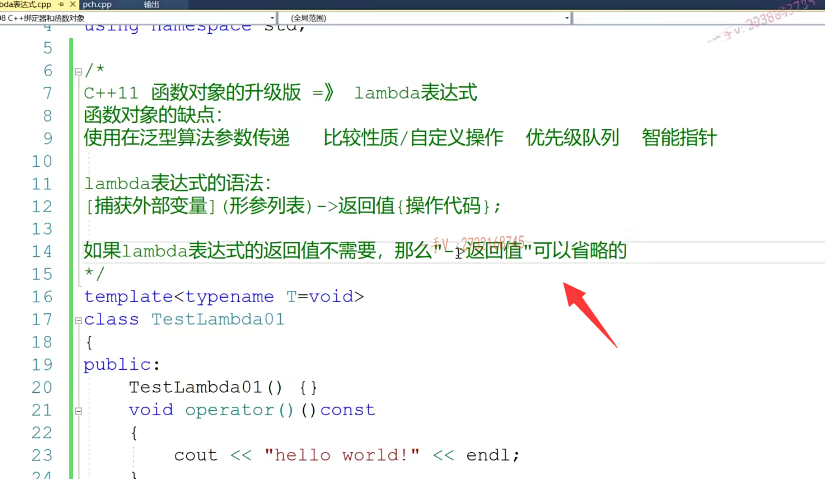 bda表达式.cpp pch.cpp 输出
08 C++绑定器和函数对象 (全局范围)
4 using namespace std;
5
6 /*
7 C++11 函数对象的升级版 =》 lambda表达式
8 函数对象的缺点：
9 使用在泛型算法参数传递 比较性质/自定义操作 优先级队列 智能指针
10
11 lambda表达式的语法：
12 [捕获外部变量](形参列表)->返回值{操作代码};
13
14 如果lambda表达式的返回值不需要，那么"->返回值"可以省略的
15 */
16 template<typename T=void>
17 class TestLambda01
18 {
19 public:
20 TestLambda01() {}
21 void operator()()const
22 {
23 cout << "hello world!" << endl;
24 }